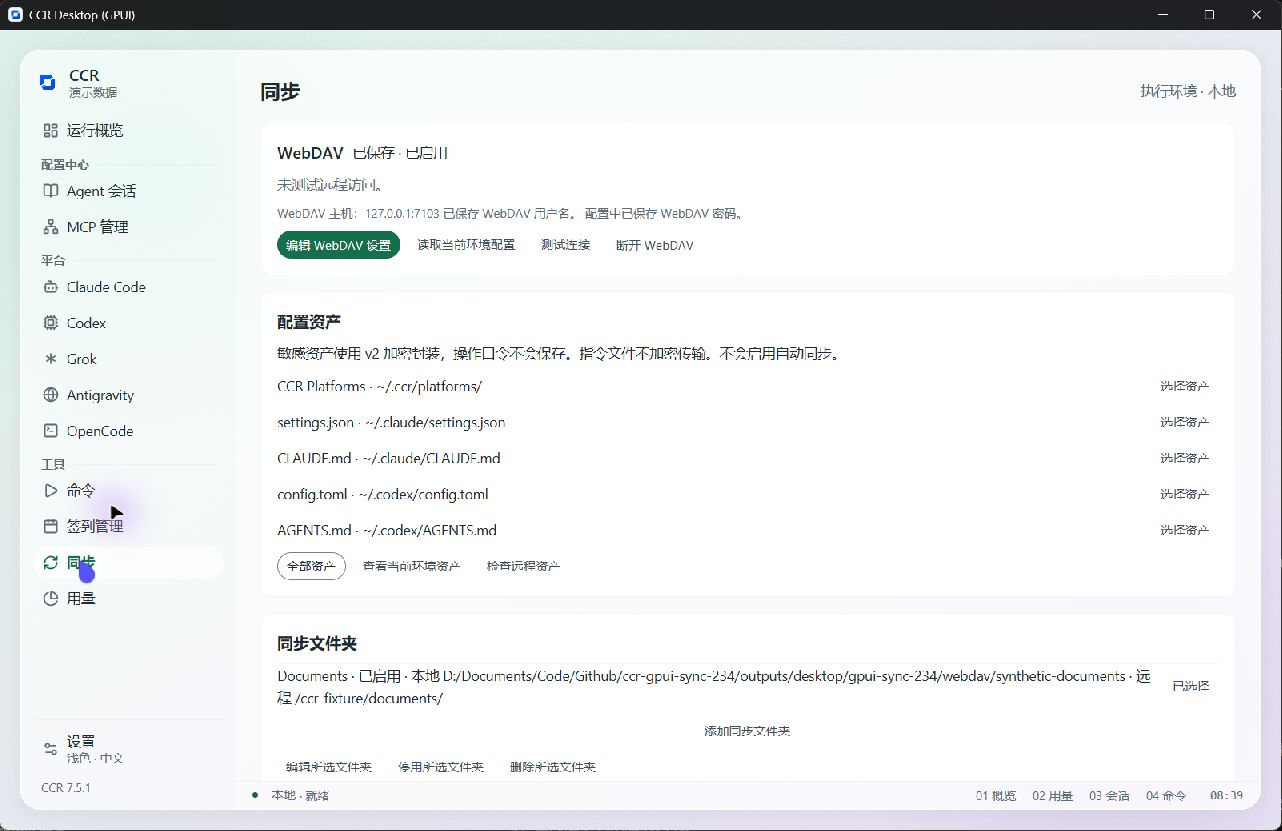 CCR Desktop (GPUI)
CCR
演示数据
运行概览
配置中心
Agent 会话
MCP 管理
平台
Claude Code
Codex
Grok
Antigravity
OpenCode
工具
命令
签到管理
同步
用量
设置
浅色 · 中文
CCR 7.5.1
同步
执行环境 · 本地
WebDAV 已保存 · 已启用
未测试远程访问。
WebDAV 主机：127.0.0.1:7103 已保存 WebDAV 用户名。 配置中已保存 WebDAV 密码。
编辑 WebDAV 设置 读取当前环境配置 测试连接 断开 WebDAV
配置资产
敏感资产使用 v2 加密封装，操作口令不会保存。指令文件不加密传输。不会启用自动同步。
CCR Platforms · ~/.ccr/platforms/ 选择资产
settings.json · ~/.claude/settings.json 选择资产
CLAUDE.md · ~/.claude/CLAUDE.md 选择资产
config.toml · ~/.codex/config.toml 选择资产
AGENTS.md · ~/.codex/AGENTS.md 选择资产
全部资产 查看当前环境资产 检查远程资产
同步文件夹
Documents · 已启用 · 本地 D:/Documents/Code/Github/ccr-gpui-sync-234/outputs/desktop/gpui-sync-234/webdav/synthetic-documents · 远
程 /ccr-fixture/documents/ 已选择
添加同步文件夹
编辑所选文件夹 停用所选文件夹 删除所选文件夹
本地 · 就绪 01 概览 02 用量 03 会话 04 命令 08:39